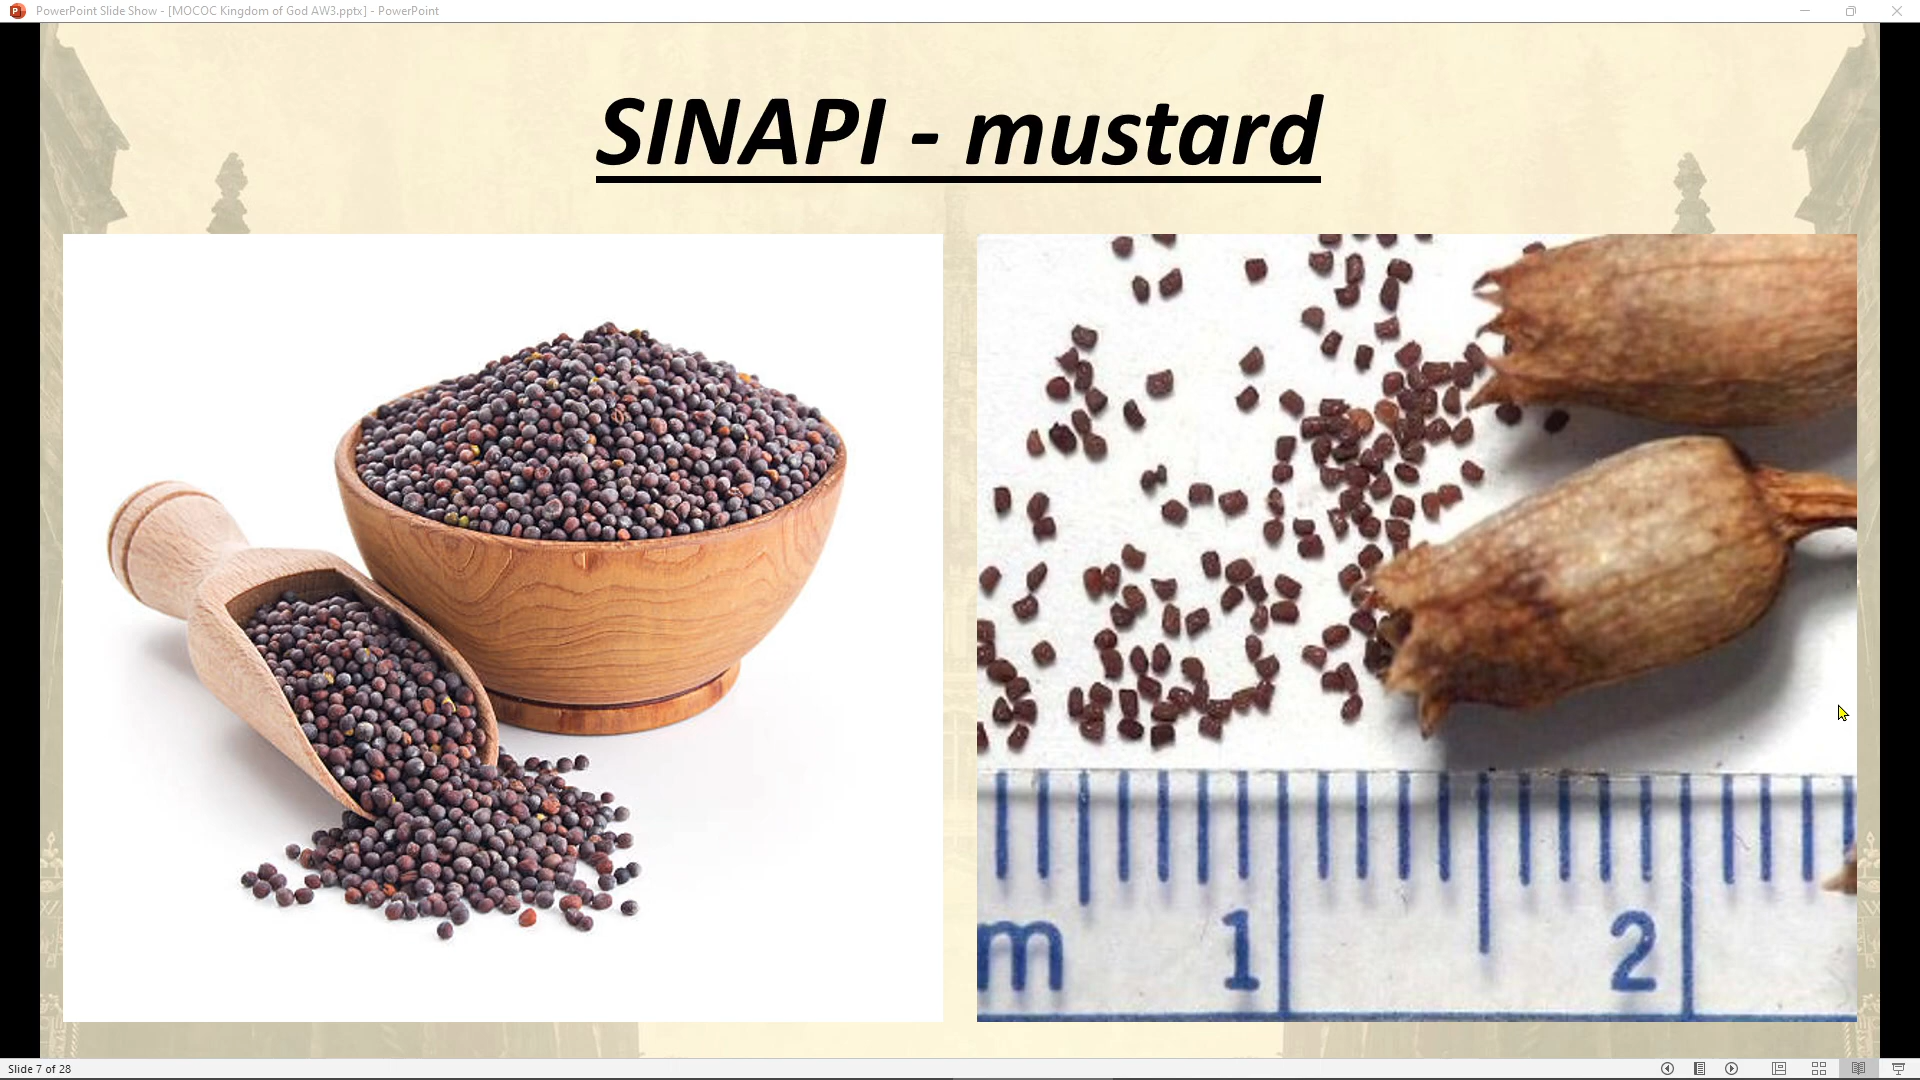 PowerPoint Slide Show - [MOCOC Kingdom of God AW3.pptx] - PowerPoint
SINAPI - mustard
m 1 2
Slide 7 of 28